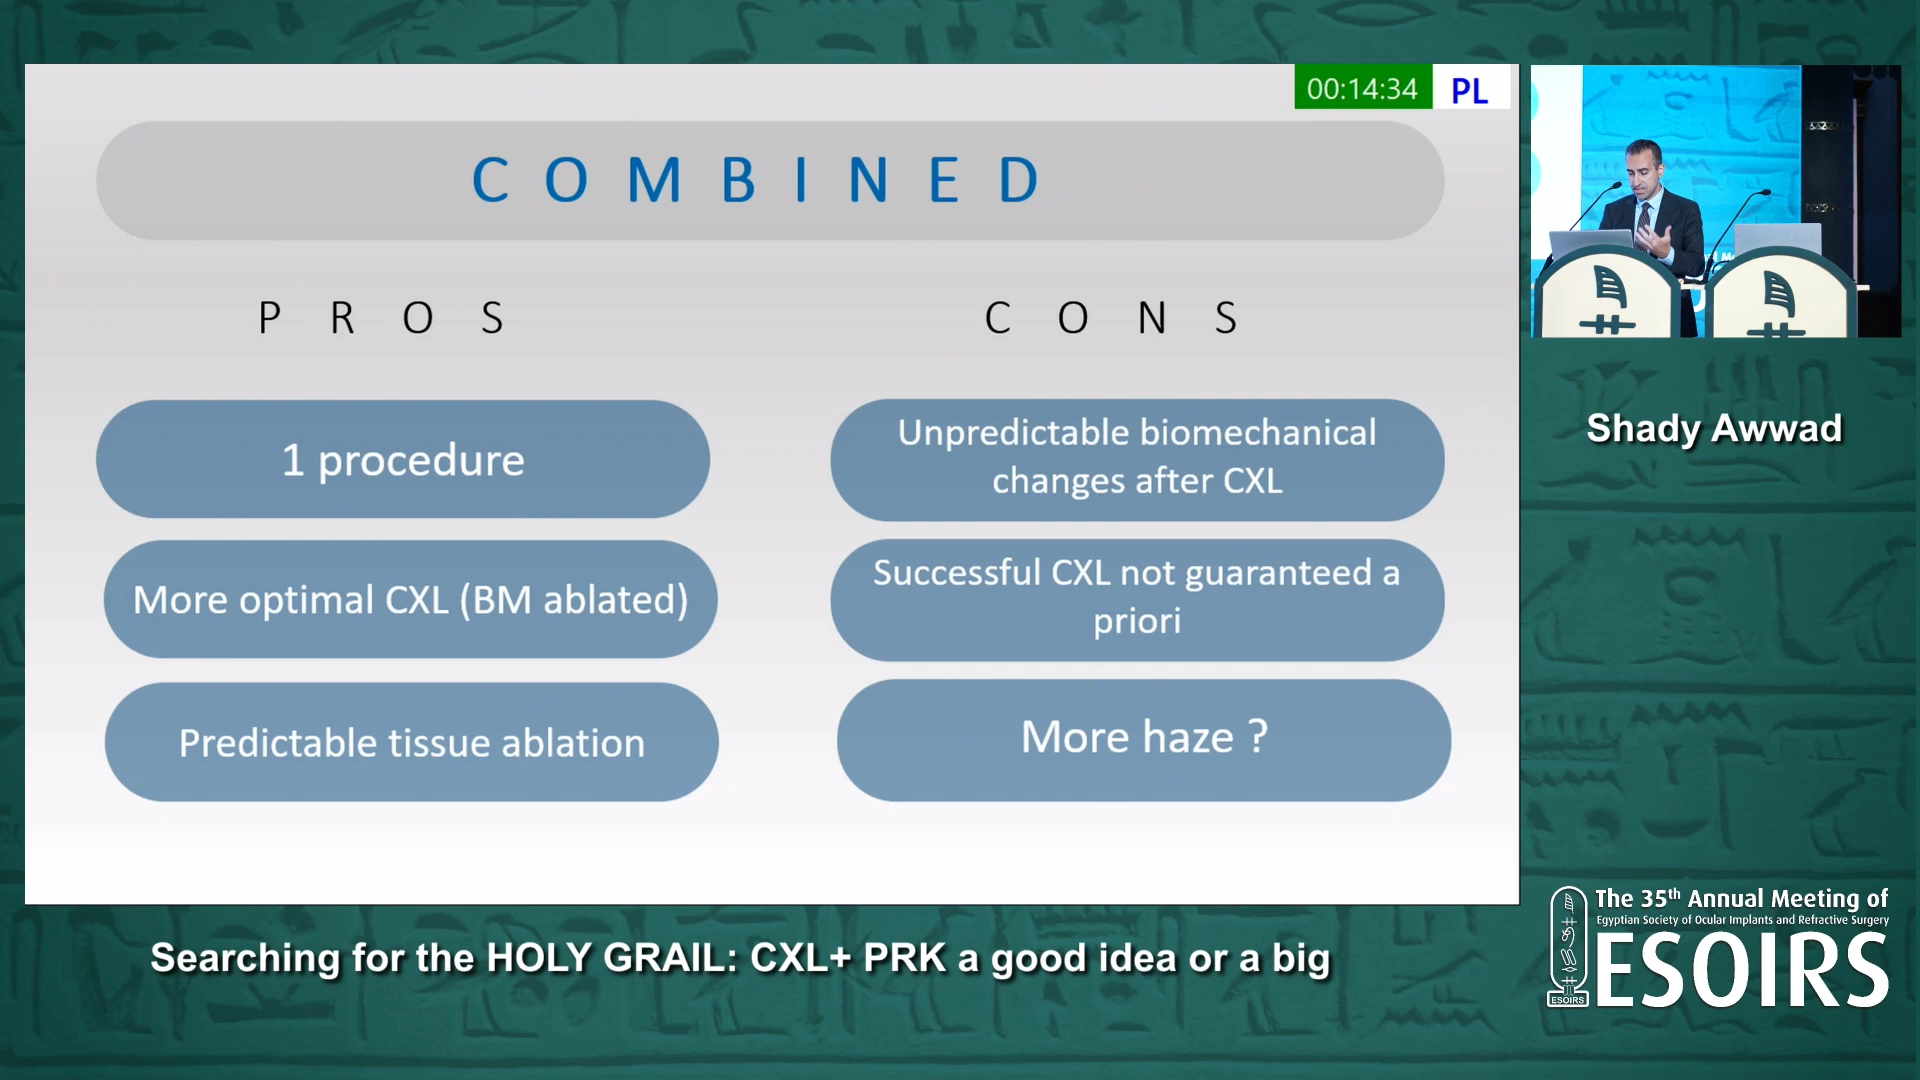 00:14:34 PL
C O M B I N E D
P R O S
C O N S
1 procedure
More optimal CXL (BM ablated)
Predictable tissue ablation
Unpredictable biomechanical
changes after CXL
Successful CXL not guaranteed a
priori
More haze ?
Shady Awwad
Searching for the HOLY GRAIL: CXL+ PRK a good idea or a big
The 35th Annual Meeting of
Egyptian Society of Ocular Implants and Refractive Surgery
ESOIRS
ESOIRS